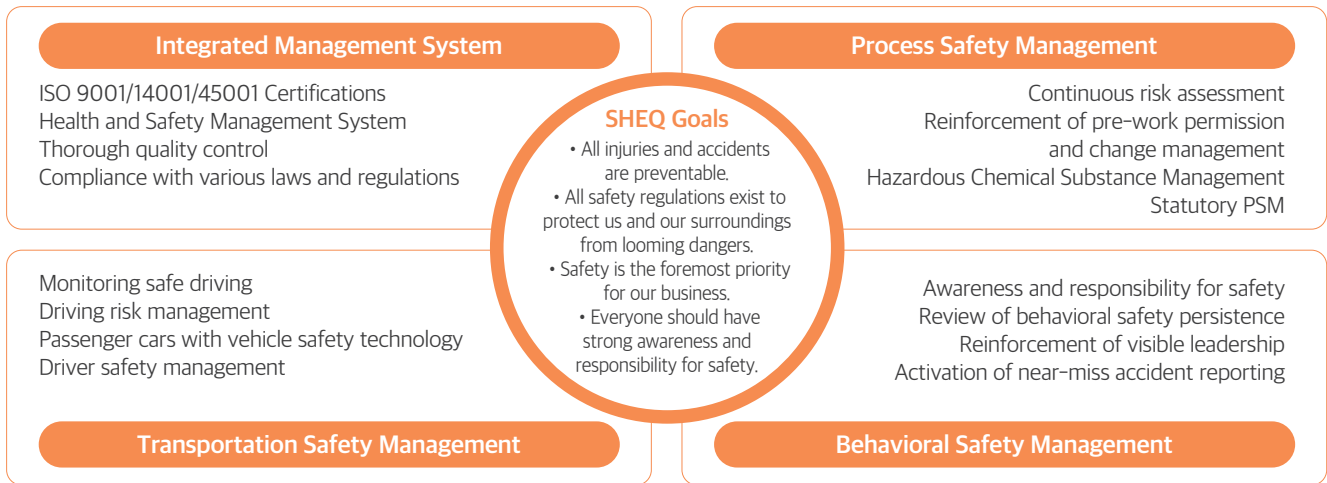 Integrated Management System
ISO 9001/14001/45001 Certifications
Health and Safety Management System
Thorough quality control
Compliance with various laws and regulations
Process Safety Management
Continuous risk assessment
Reinforcement of pre-work permission
and change management
Hazardous Chemical Substance Management
Statutory PSM
SHEQ Goals
• All injuries and accidents
are preventable.
• All safety regulations exist to
protect us and our surroundings
from looming dangers.
• Safety is the foremost priority
for our business.
• Everyone should have
strong awareness and
responsibility for safety.
Monitoring safe driving
Driving risk management
Passenger cars with vehicle safety technology
Driver safety management
Transportation Safety Management
Awareness and responsibility for safety
Review of behavioral safety persistence
Reinforcement of visible leadership
Activation of near-miss accident reporting
Behavioral Safety Management